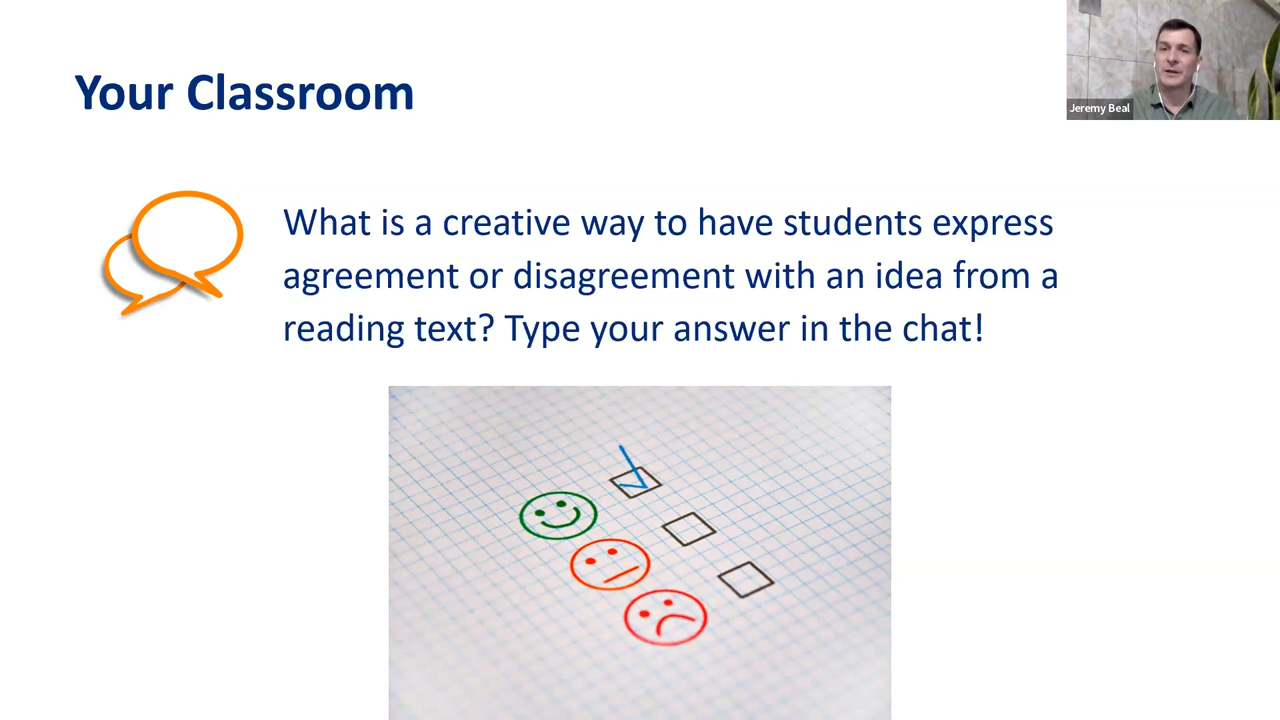 Your Classroom
Jeremy Beal
What is a creative way to have students express
agreement or disagreement with an idea from a
reading text? Type your answer in the chat!